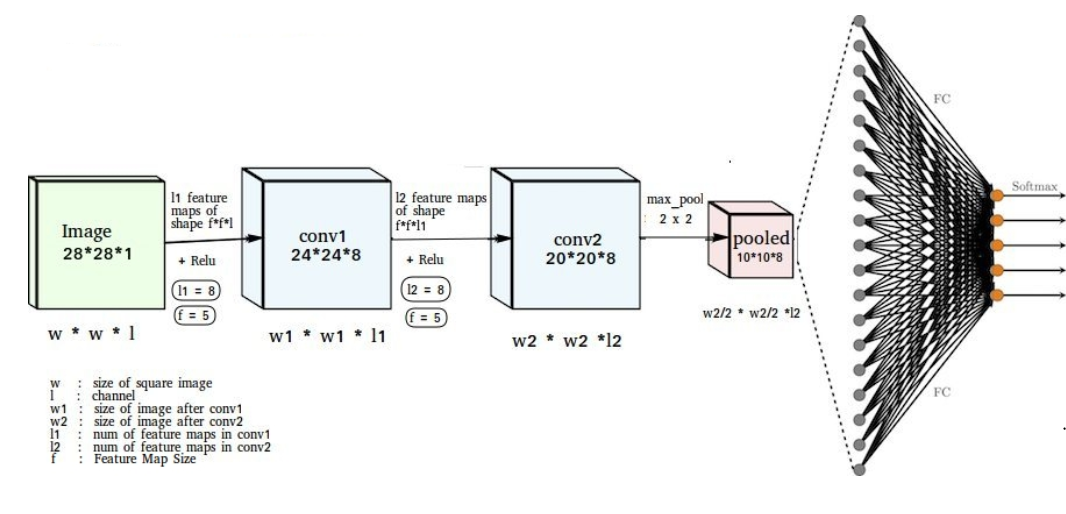 Image
28*28*1
w * w * l
l1 feature
maps of
shape f*f*l
+ Relu
l1 = 8
f = 5
conv1
24*24*8
w1 * w1 * l1
l2 feature maps
of shape
f*f*l1
+ Relu
l2 = 8
f = 5
conv2
20*20*8
w2 * w2 *l2
max_pool
: 2 x 2
pooled
10*10*8
w2/2 * w2/2 *l2
FC
FC
Softmax
w : size of square image
l : channel
w1 : size of image after conv1
w2 : size of image after conv2
l1 : num of feature maps in conv1
l2 : num of feature maps in conv2
f : Feature Map Size